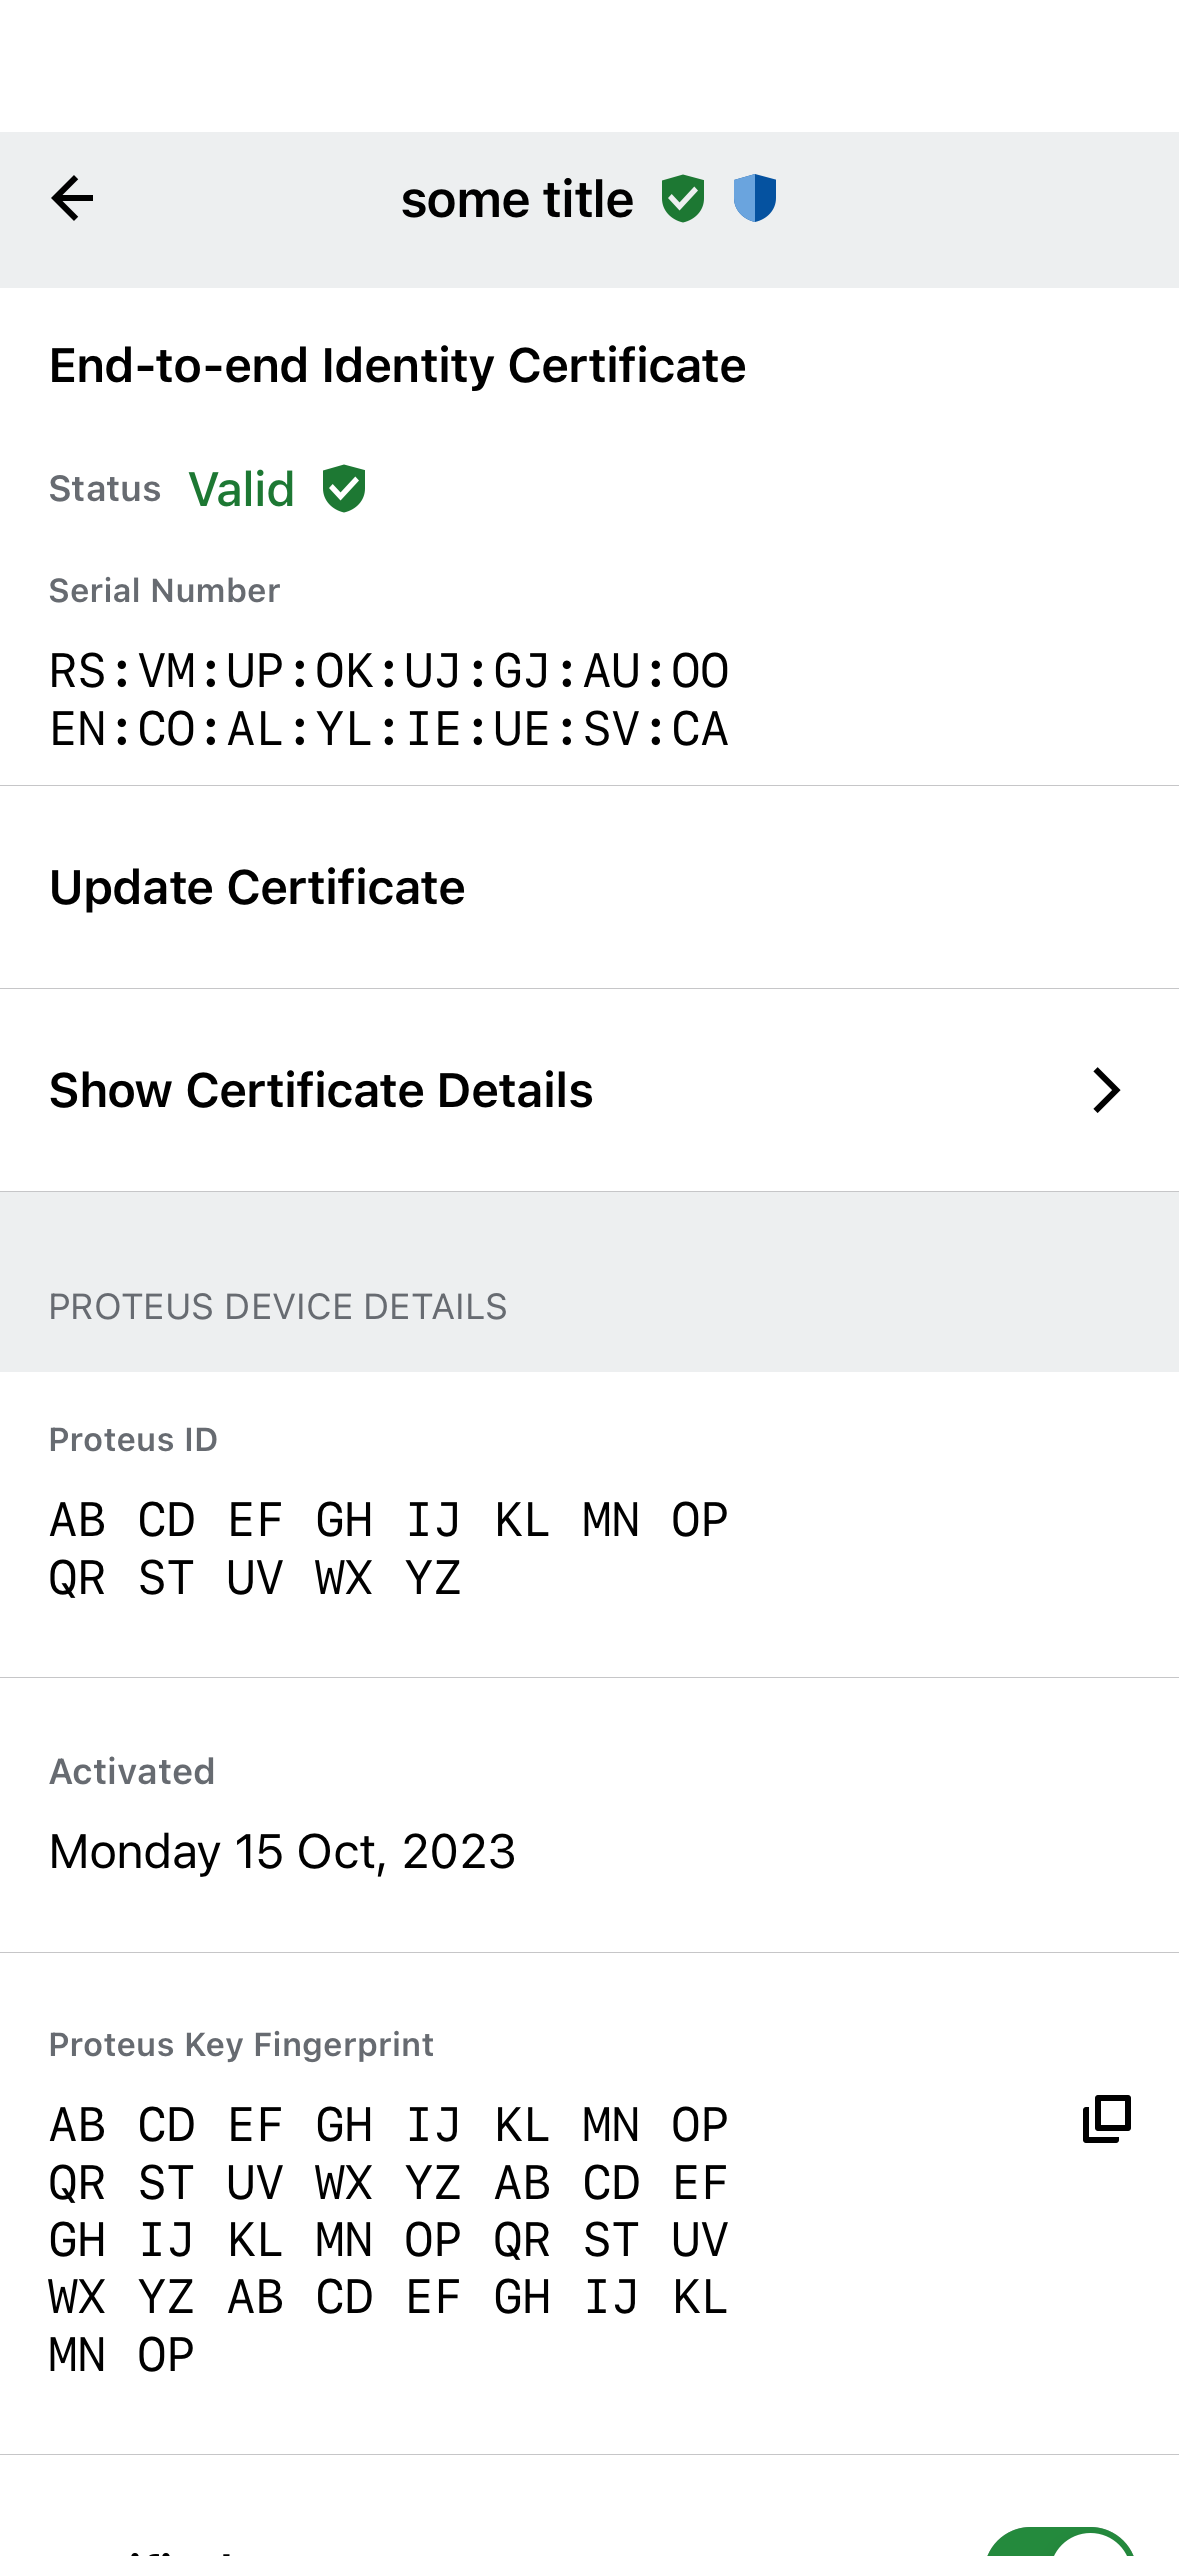 some title
End-to-end Identity Certificate
Status Valid
Serial Number
RS:VM:UP:OK:UJ:GJ:AU:OO
EN:CO:AL:YL:IE:UE:SV:CA
Update Certificate
Show Certificate Details
PROTEUS DEVICE DETAILS
Proteus ID
AB CD EF GH IJ KL MN OP
QR ST UV WX YZ
Activated
Monday 15 Oct, 2023
Proteus Key Fingerprint
AB CD EF GH IJ KL MN OP
QR ST UV WX YZ AB CD EF
GH IJ KL MN OP QR ST UV
WX YZ AB CD EF GH IJ KL
MN OP